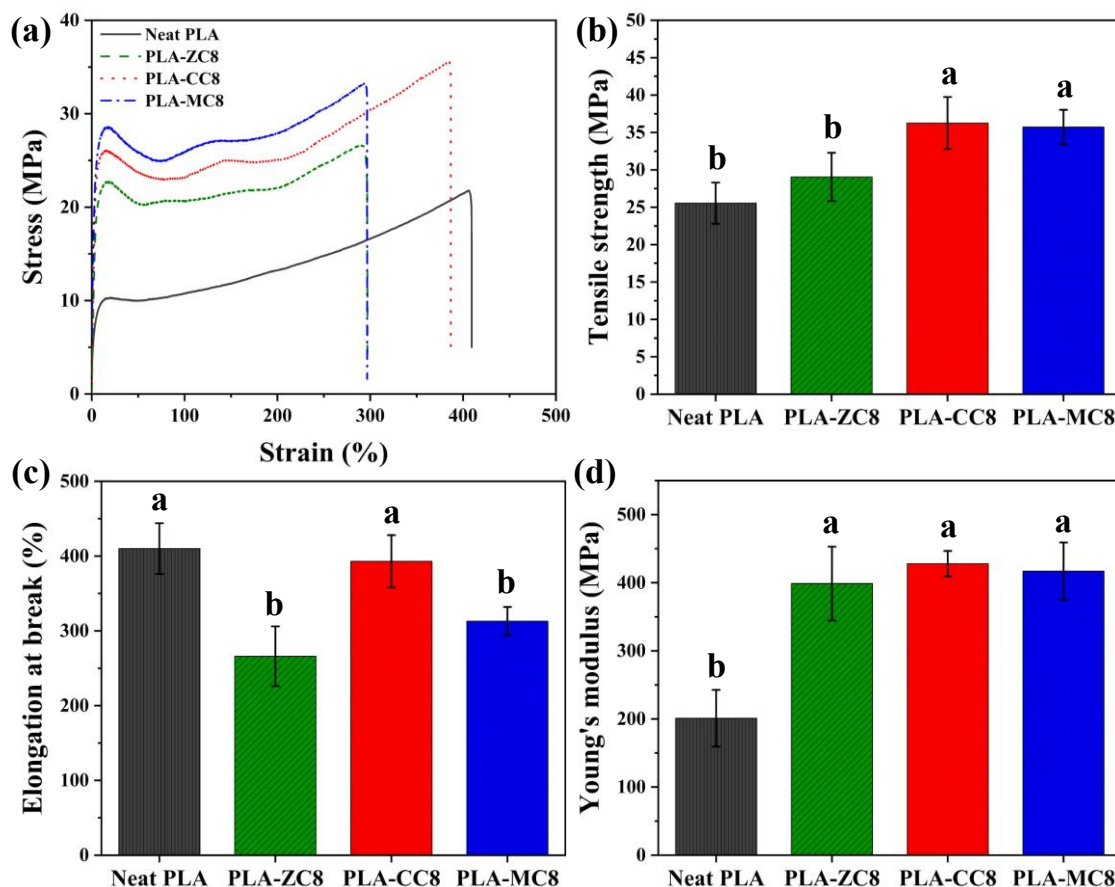 (a)
Neat PLA
PLA-ZC8
PLA-CC8
PLA-MC8
40
30
20
10
0
Stress (MPa)
0 100 200 300 400 500
Strain (%)
(b)
50
45
40
35
30
25
20
15
10
5
0
Tensile strength (MPa)
b b a a
Neat PLA PLA-ZC8 PLA-CC8 PLA-MC8
(c)
500
400
300
200
100
0
Elongation at break (%)
a b a b
Neat PLA PLA-ZC8 PLA-CC8 PLA-MC8
(d)
500
400
300
200
100
0
Young's modulus (MPa)
b a a a
Neat PLA PLA-ZC8 PLA-CC8 PLA-MC8